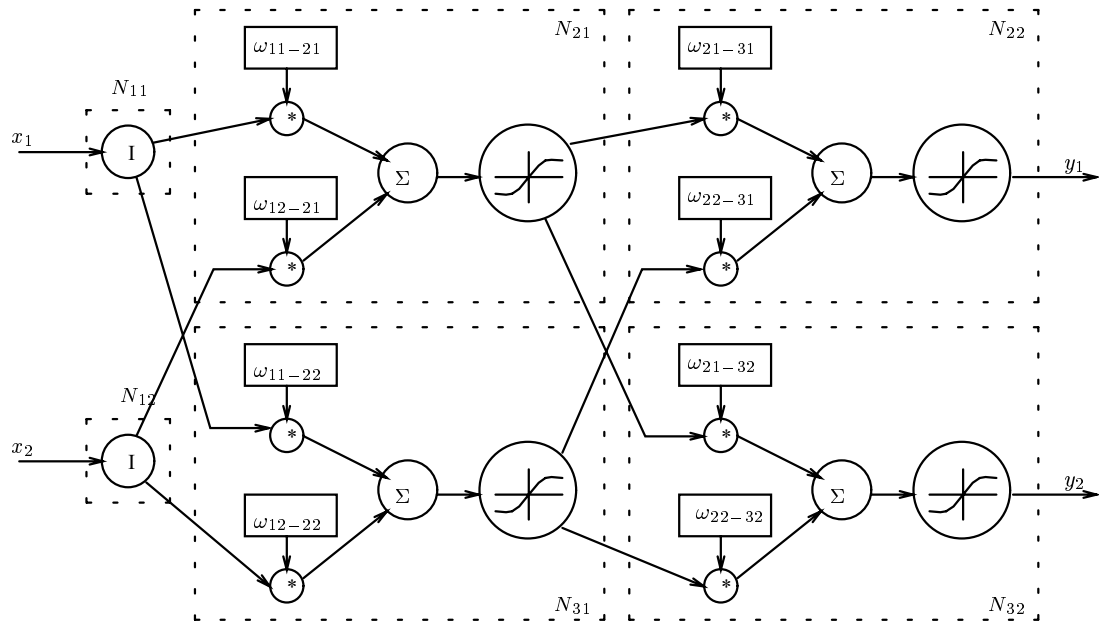 N₂₁ N₂₂
ω₁₁₋₂₁ ω₂₁₋₃₁
N₁₁
* *
x₁ I
Σ Σ y₁
ω₁₂₋₂₁ ω₂₂₋₃₁
* *
ω₁₁₋₂₂ ω₂₁₋₃₂
N₁₂
* *
x₂ I
Σ Σ y₂
ω₁₂₋₂₂ ω₂₂₋₃₂
* *
N₃₁ N₃₂